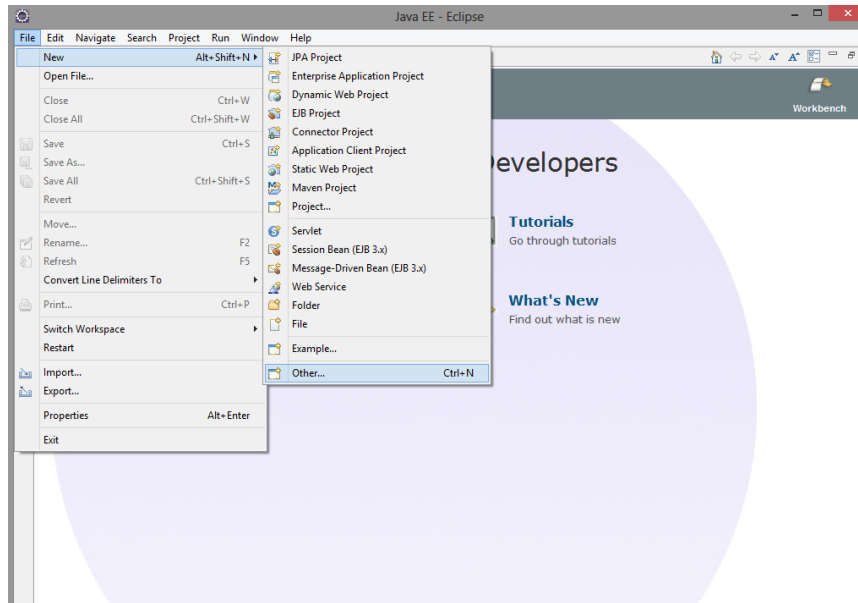 Java EE - Eclipse
File Edit Navigate Search Project Run Window Help
New Alt+Shift+N
Open File...
Close Ctrl+W
Close All Ctrl+Shift+W
Save Ctrl+S
Save As...
Save All Ctrl+Shift+S
Revert
Move...
Rename... F2
Refresh F5
Convert Line Delimiters To
Print... Ctrl+P
Switch Workspace
Restart
Import...
Export...
Properties Alt+Enter
Exit
JPA Project
Enterprise Application Project
Dynamic Web Project
EJB Project
Connector Project
Application Client Project
Static Web Project
Maven Project
Project...
Servlet
Session Bean (EJB 3.x)
Message-Driven Bean (EJB 3.x)
Web Service
Folder
File
Example...
Other... Ctrl+N
Workbench
evelopers
Tutorials
Go through tutorials
What's New
Find out what is new